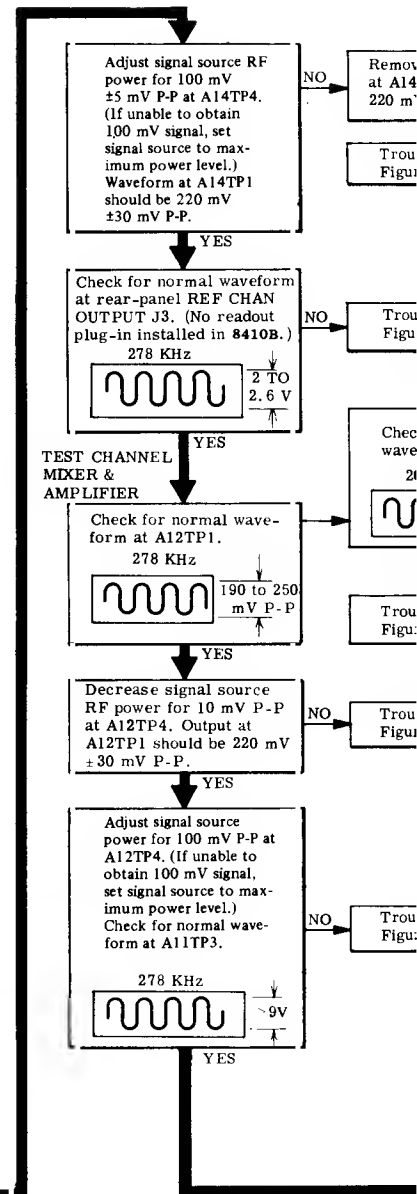 Adjust signal source RF
power for 100 mV
±5 mV P-P at A14TP4.
(If unable to obtain
100 mV signal, set
signal source to max-
imum power level.)
Waveform at A14TP1
should be 220 mV
±30 mV P-P.
NO
at A14
YES
Check for normal waveform
at rear-panel REF CHAN
OUTPUT J3. (No readout
plug-in installed in 8410B.)
278 KHz
2 TO
2.6 V
NO
YES
TEST CHANNEL
MIXER &
AMPLIFIER
Check for normal wave-
form at A12TP1.
278 KHz
190 to 250
mV P-P
YES
Decrease signal source
RF power for 10 mV P-P
at A12TP4. Output at
A12TP1 should be 220 mV
±30 mV P-P.
NO
YES
Adjust signal source
power for 100 mV P-P at
A12TP4. (If unable to
obtain 100 mV signal,
set signal source to max-
imum power level.)
Check for normal wave-
form at A11TP3.
278 KHz
9V
NO
YES